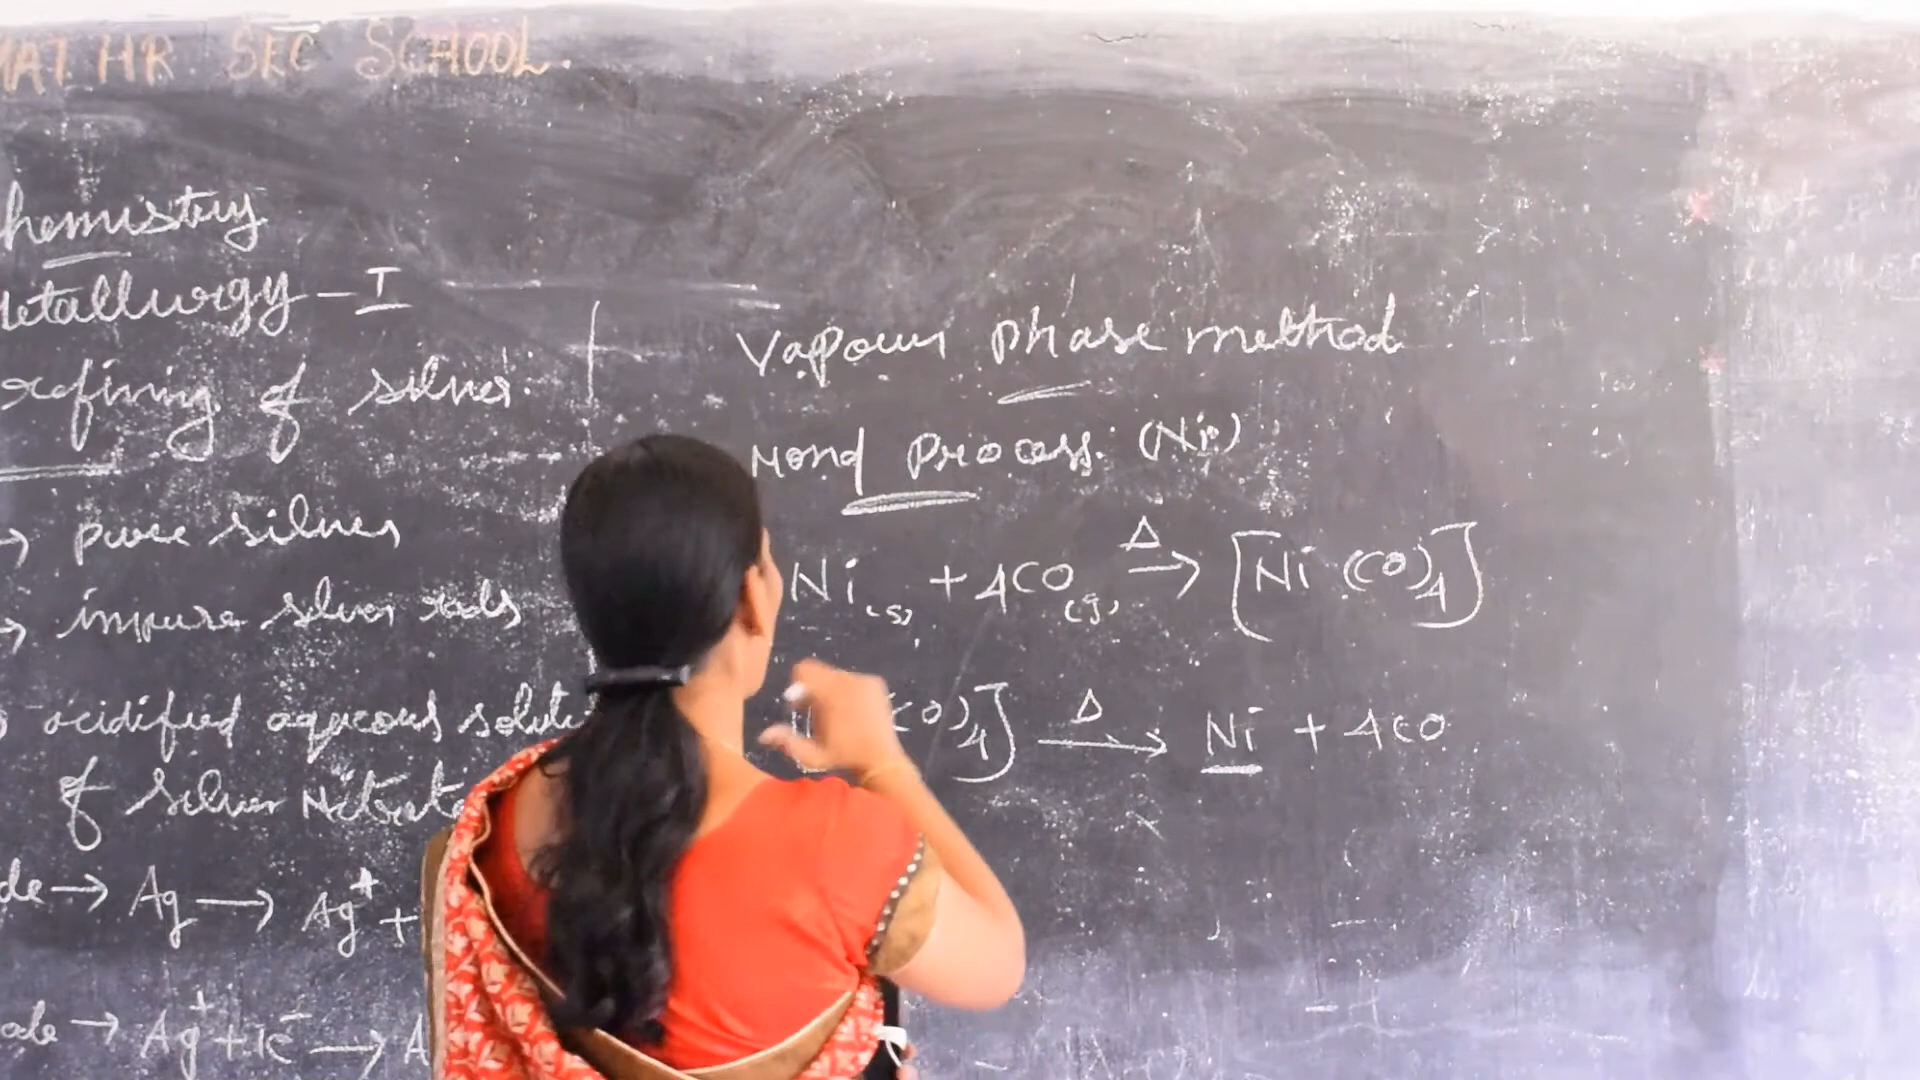 MAT HR SEC SCHOOL.
hemistry
etallurgy - I
refining of silver.
→ pure silver
→ impure silver rods
acidified aqueous soluti
of silver Nitrate
de → Ag → Ag⁺ +
ode → Ag⁺ + 1e⁻ → A
Vapour phase method
Mond process. (Ni)
Ni(s) + 4CO(g) Δ→ [Ni (CO)4]
CO)4] Δ→ Ni + 4CO